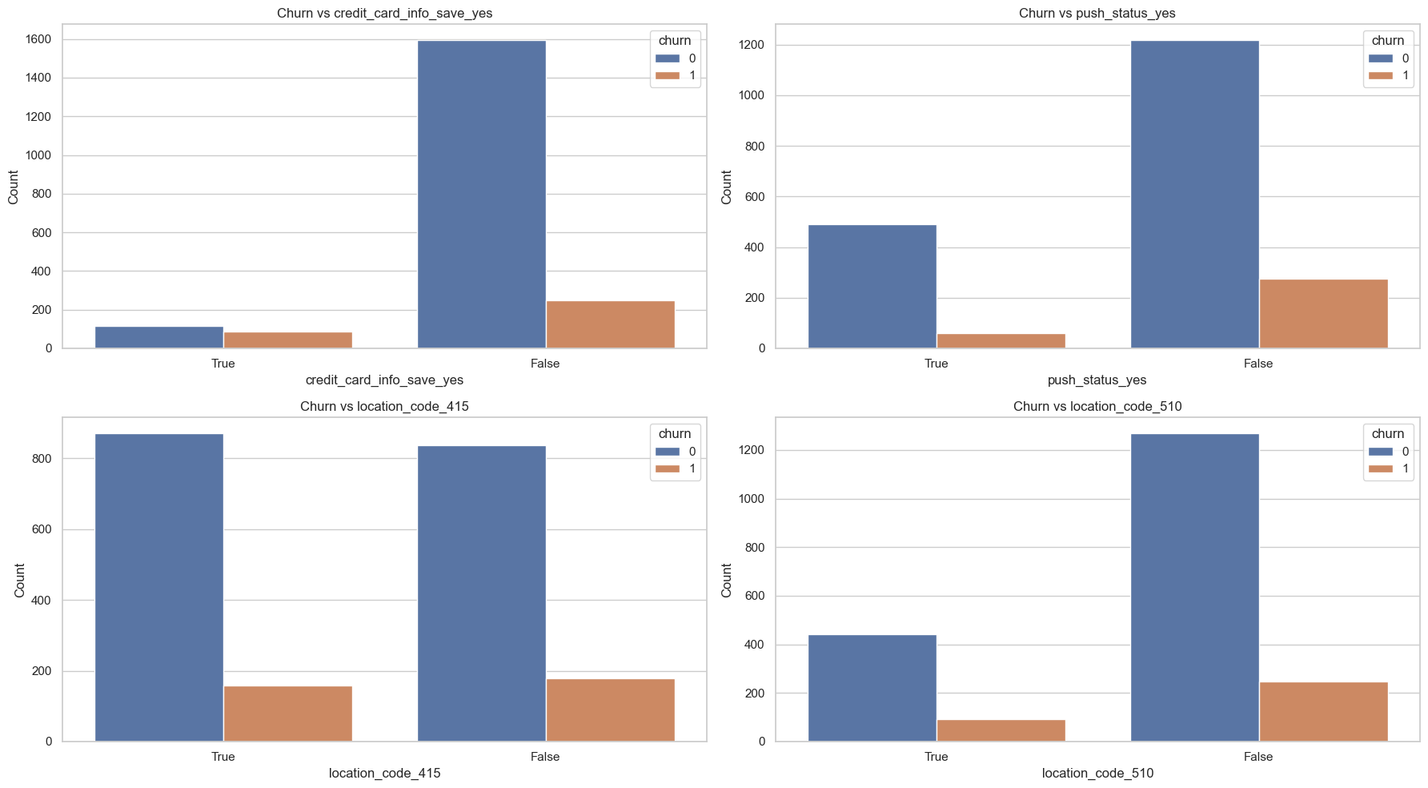 Churn vs credit_card_info_save_yes
1600
1400
1200
1000
800
600
400
200
0
Count
churn
0
1
True
False
credit_card_info_save_yes
Churn vs push_status_yes
1200
1000
800
600
400
200
0
Count
churn
0
1
True
False
push_status_yes
Churn vs location_code_415
800
600
400
200
0
Count
churn
0
1
True
False
location_code_415
Churn vs location_code_510
1200
1000
800
600
400
200
0
Count
churn
0
1
True
False
location_code_510